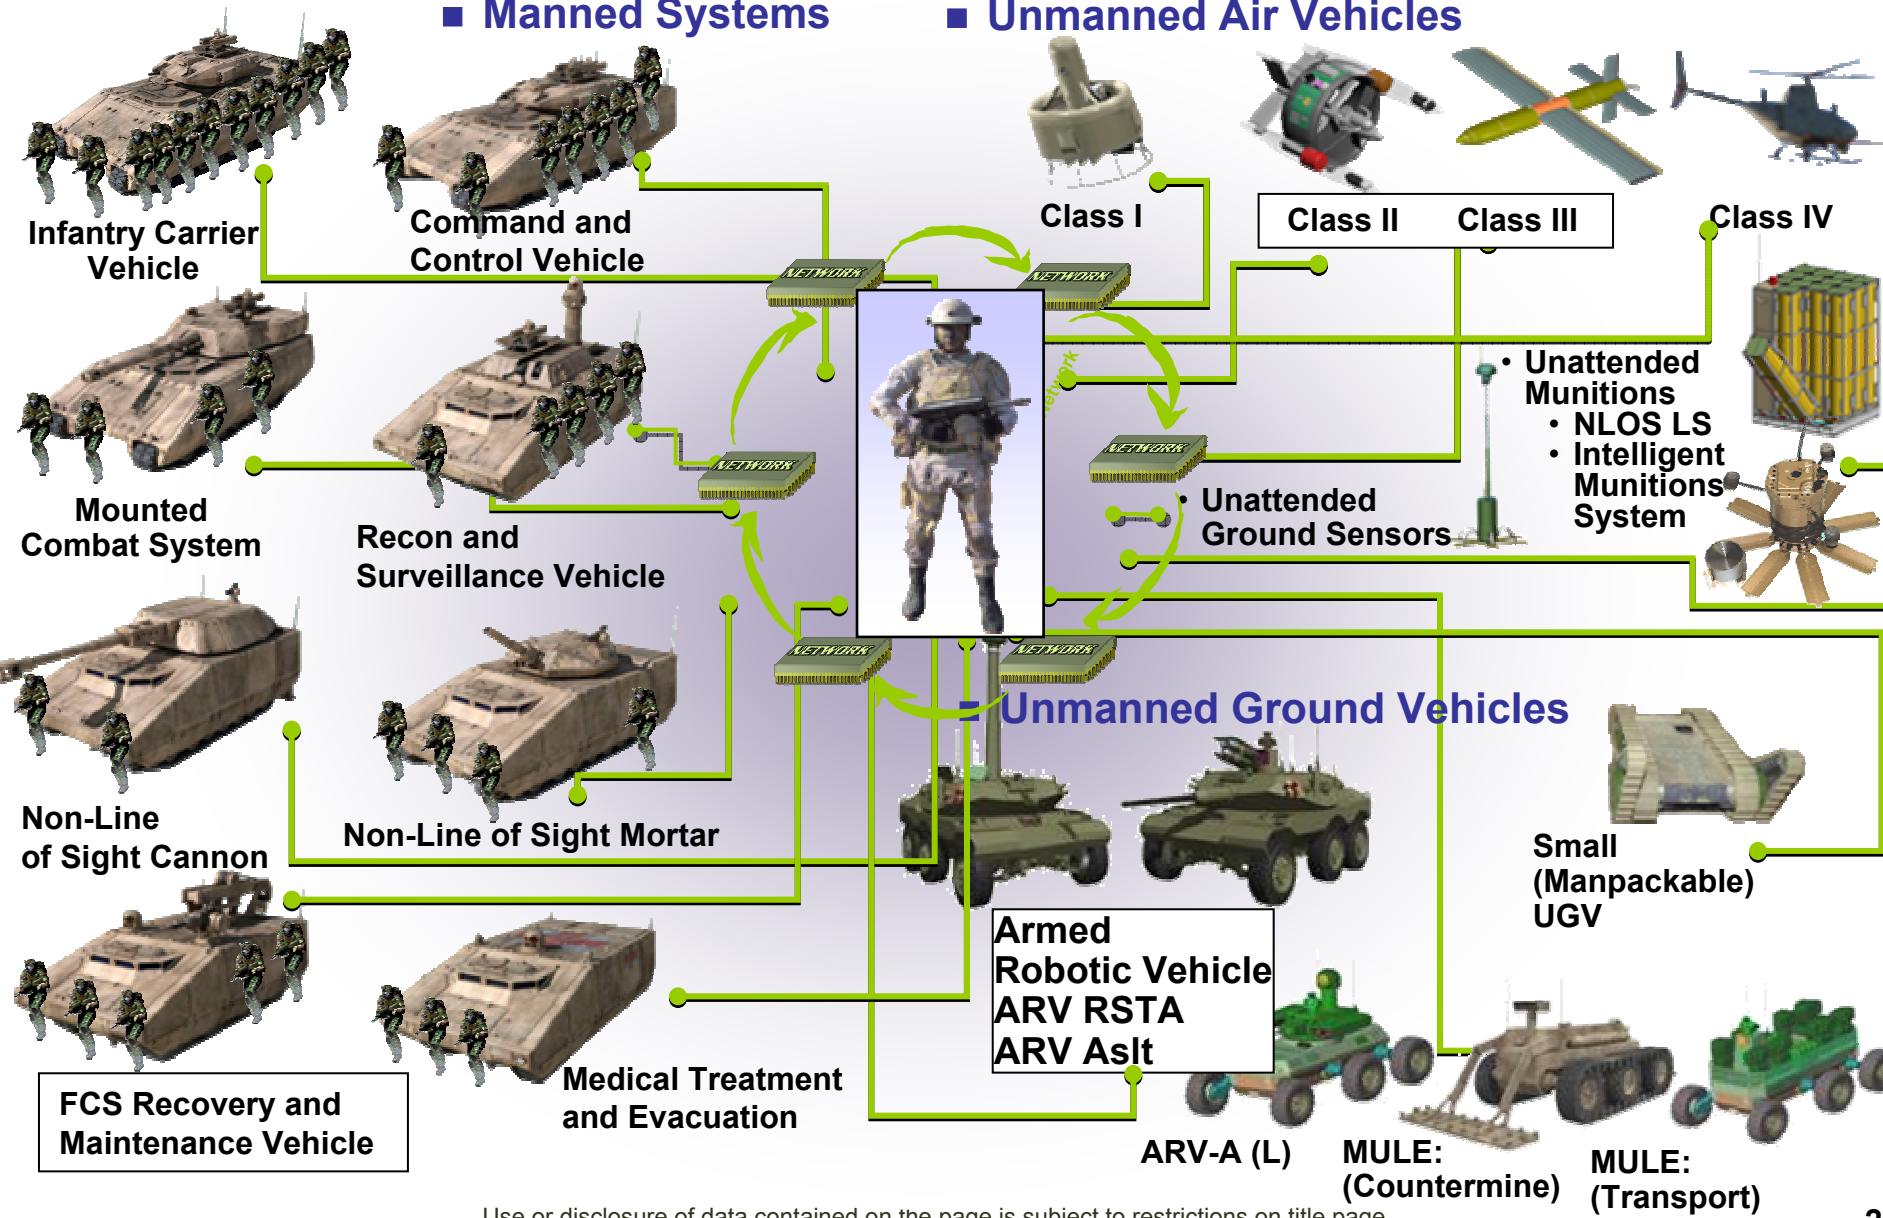 ■ Manned Systems
■ Unmanned Air Vehicles
Infantry Carrier
Vehicle
Command and
Control Vehicle
Class I
Class II
Class III
Class IV
NETWORK
NETWORK
Mounted
Combat System
Recon and
Surveillance Vehicle
NETWORK
Network
NETWORK
• Unattended
Munitions
• NLOS LS
• Intelligent
Munitions
System
• Unattended
Ground Sensors
Non-Line
of Sight Cannon
Non-Line of Sight Mortar
NETWORK
NETWORK
■ Unmanned Ground Vehicles
Small
(Manpackable)
UGV
Armed
Robotic Vehicle
ARV RSTA
ARV Aslt
FCS Recovery and
Maintenance Vehicle
Medical Treatment
and Evacuation
ARV-A (L)
MULE:
(Countermine)
MULE:
(Transport)
Use or disclosure of data contained on the page is subject to restrictions on title page